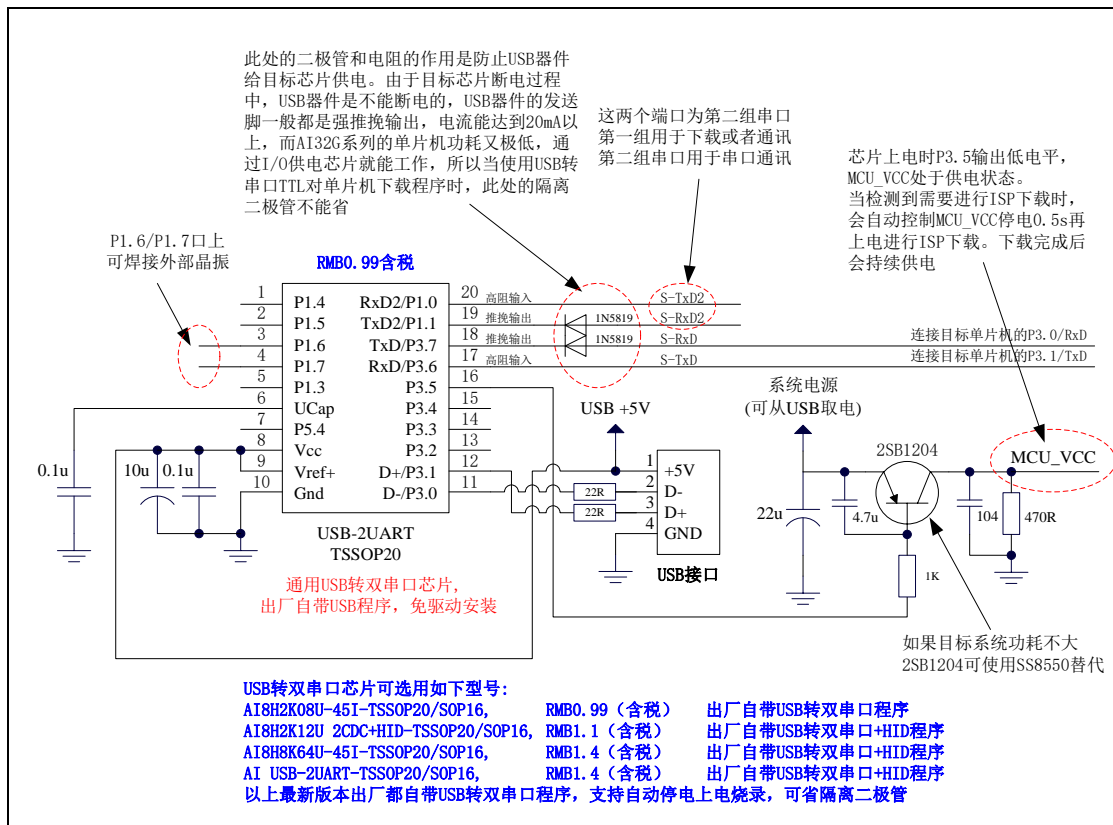 此处的二极管和电阻的作用是防止USB器件
给目标芯片供电。由于目标芯片断电过程
中，USB器件是不能断电的，USB器件的发送
脚一般都是强推挽输出，电流能达到20mA以
上，而AI32G系列的单片机功耗又极低，通
过I/O供电芯片就能工作，所以当使用USB转
串口TTL对单片机下载程序时，此处的隔离
二极管不能省
这两个端口为第二组串口
第一组用于下载或者通讯
第二组串口用于串口通讯
芯片上电时P3.5输出低电平，
MCU_VCC处于供电状态。
当检测到需要进行ISP下载时，
会自动控制MCU_VCC停电0.5s再
上电进行ISP下载。下载完成后
会持续供电
P1.6/P1.7口上
可焊接外部晶振
RMB0.99含税
1 P1.4 RxD2/P1.0 20 高阻输入 S-TxD2
2 P1.5 TxD2/P1.1 19 推挽输出 1N5819 S-RxD2
3 P1.6 TxD/P3.7 18 推挽输出 1N5819 S-RxD 连接目标单片机的P3.0/RxD
4 P1.7 RxD/P3.6 17 高阻输入 S-TxD 连接目标单片机的P3.1/TxD
5 P1.3 P3.5 16
6 UCap P3.4 15
7 P5.4 P3.3 14
8 Vcc P3.2 13
9 Vref+ D+/P3.1 12
10 Gnd D-/P3.0 11
0.1u
10u
0.1u
USB-2UART
TSSOP20
通用USB转双串口芯片，
出厂自带USB程序，免驱动安装
USB +5V
1 +5V
2 D-
3 D+
4 GND
22R
22R
USB接口
系统电源
(可从USB取电)
2SB1204
MCU_VCC
22u
4.7u
104
470R
1K
如果目标系统功耗不大
2SB1204可使用SS8550替代
USB转双串口芯片可选用如下型号:
AI8H2K08U-45I-TSSOP20/SOP16, RMB0.99（含税） 出厂自带USB转双串口程序
AI8H2K12U 2CDC+HID-TSSOP20/SOP16, RMB1.1（含税） 出厂自带USB转双串口+HID程序
AI8H8K64U-45I-TSSOP20/SOP16, RMB1.4（含税） 出厂自带USB转双串口+HID程序
AI USB-2UART-TSSOP20/SOP16, RMB1.4（含税） 出厂自带USB转双串口+HID程序
以上最新版本出厂都自带USB转双串口程序，支持自动停电上电烧录，可省隔离二极管